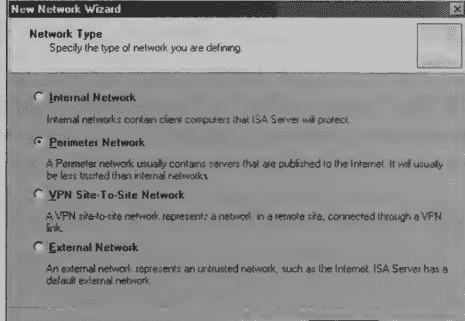 New Network Wizard
Network Type
Specify the type of network you are defining.
Internal Network
Internal networks contain client computers that ISA Server will protect.
Perimeter Network
A Perimeter network usually contains servers that are published to the Internet. It will usually
be less trusted than internal networks.
VPN Site-To-Site Network
A VPN site-to-site network represents a network in a remote site, connected through a VPN
link.
External Network
An external network represents an untrusted network, such as the Internet. ISA Server has a
default external network.